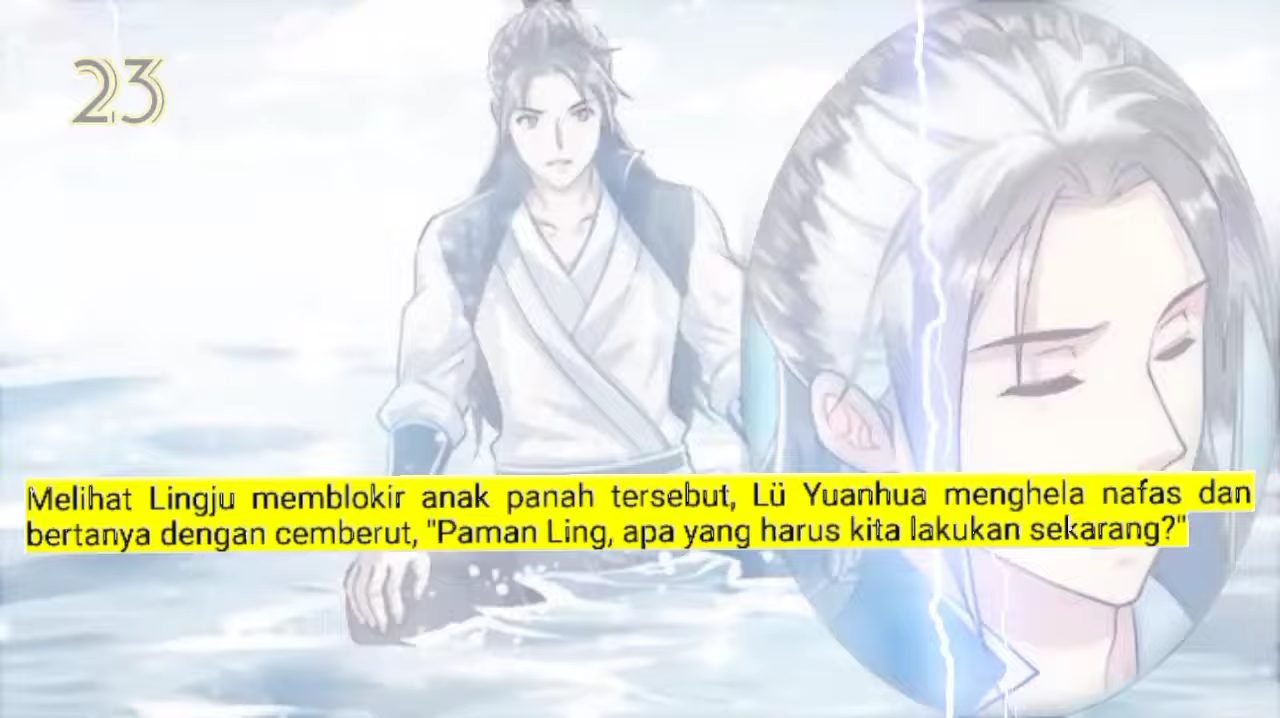 23
Melihat Lingju memblokir anak panah tersebut, Lü Yuanhua menghela nafas dan
bertanya dengan cemberut, "Paman Ling, apa yang harus kita lakukan sekarang?"